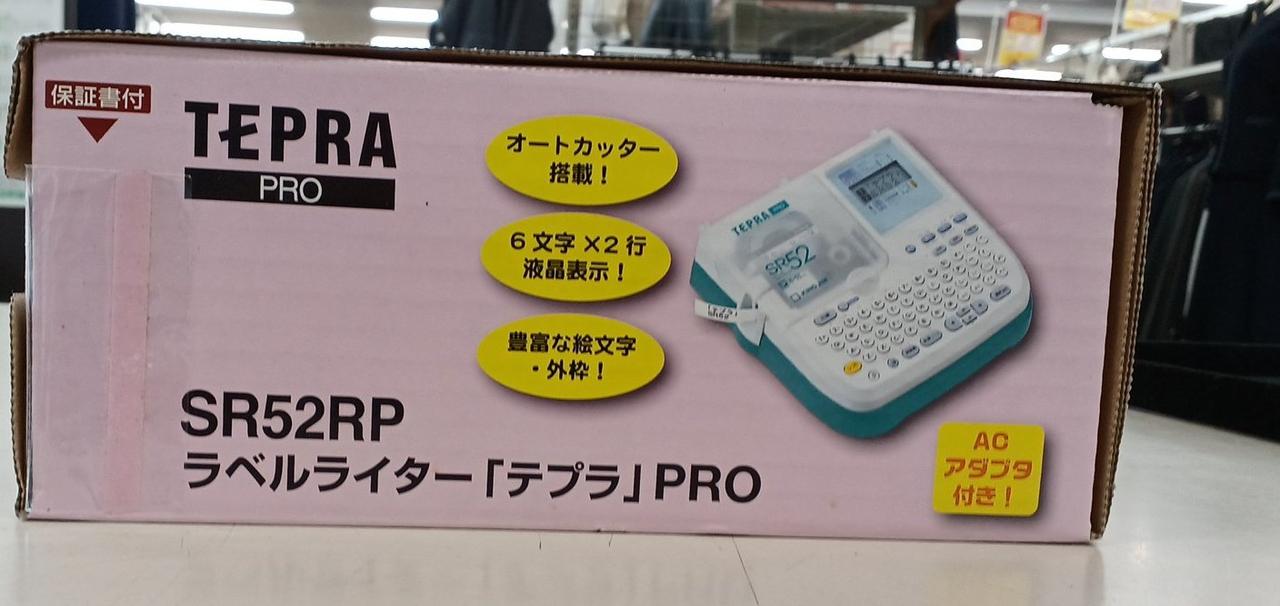 保証書付
TEPRA
PRO
オートカッター
搭載！
6文字×2行
液晶表示！
豊富な絵文字
・外枠！
TEPRA PRO
SR52
SR52RP
ラベルライター「テプラ」PRO
AC
アダプタ
付き！